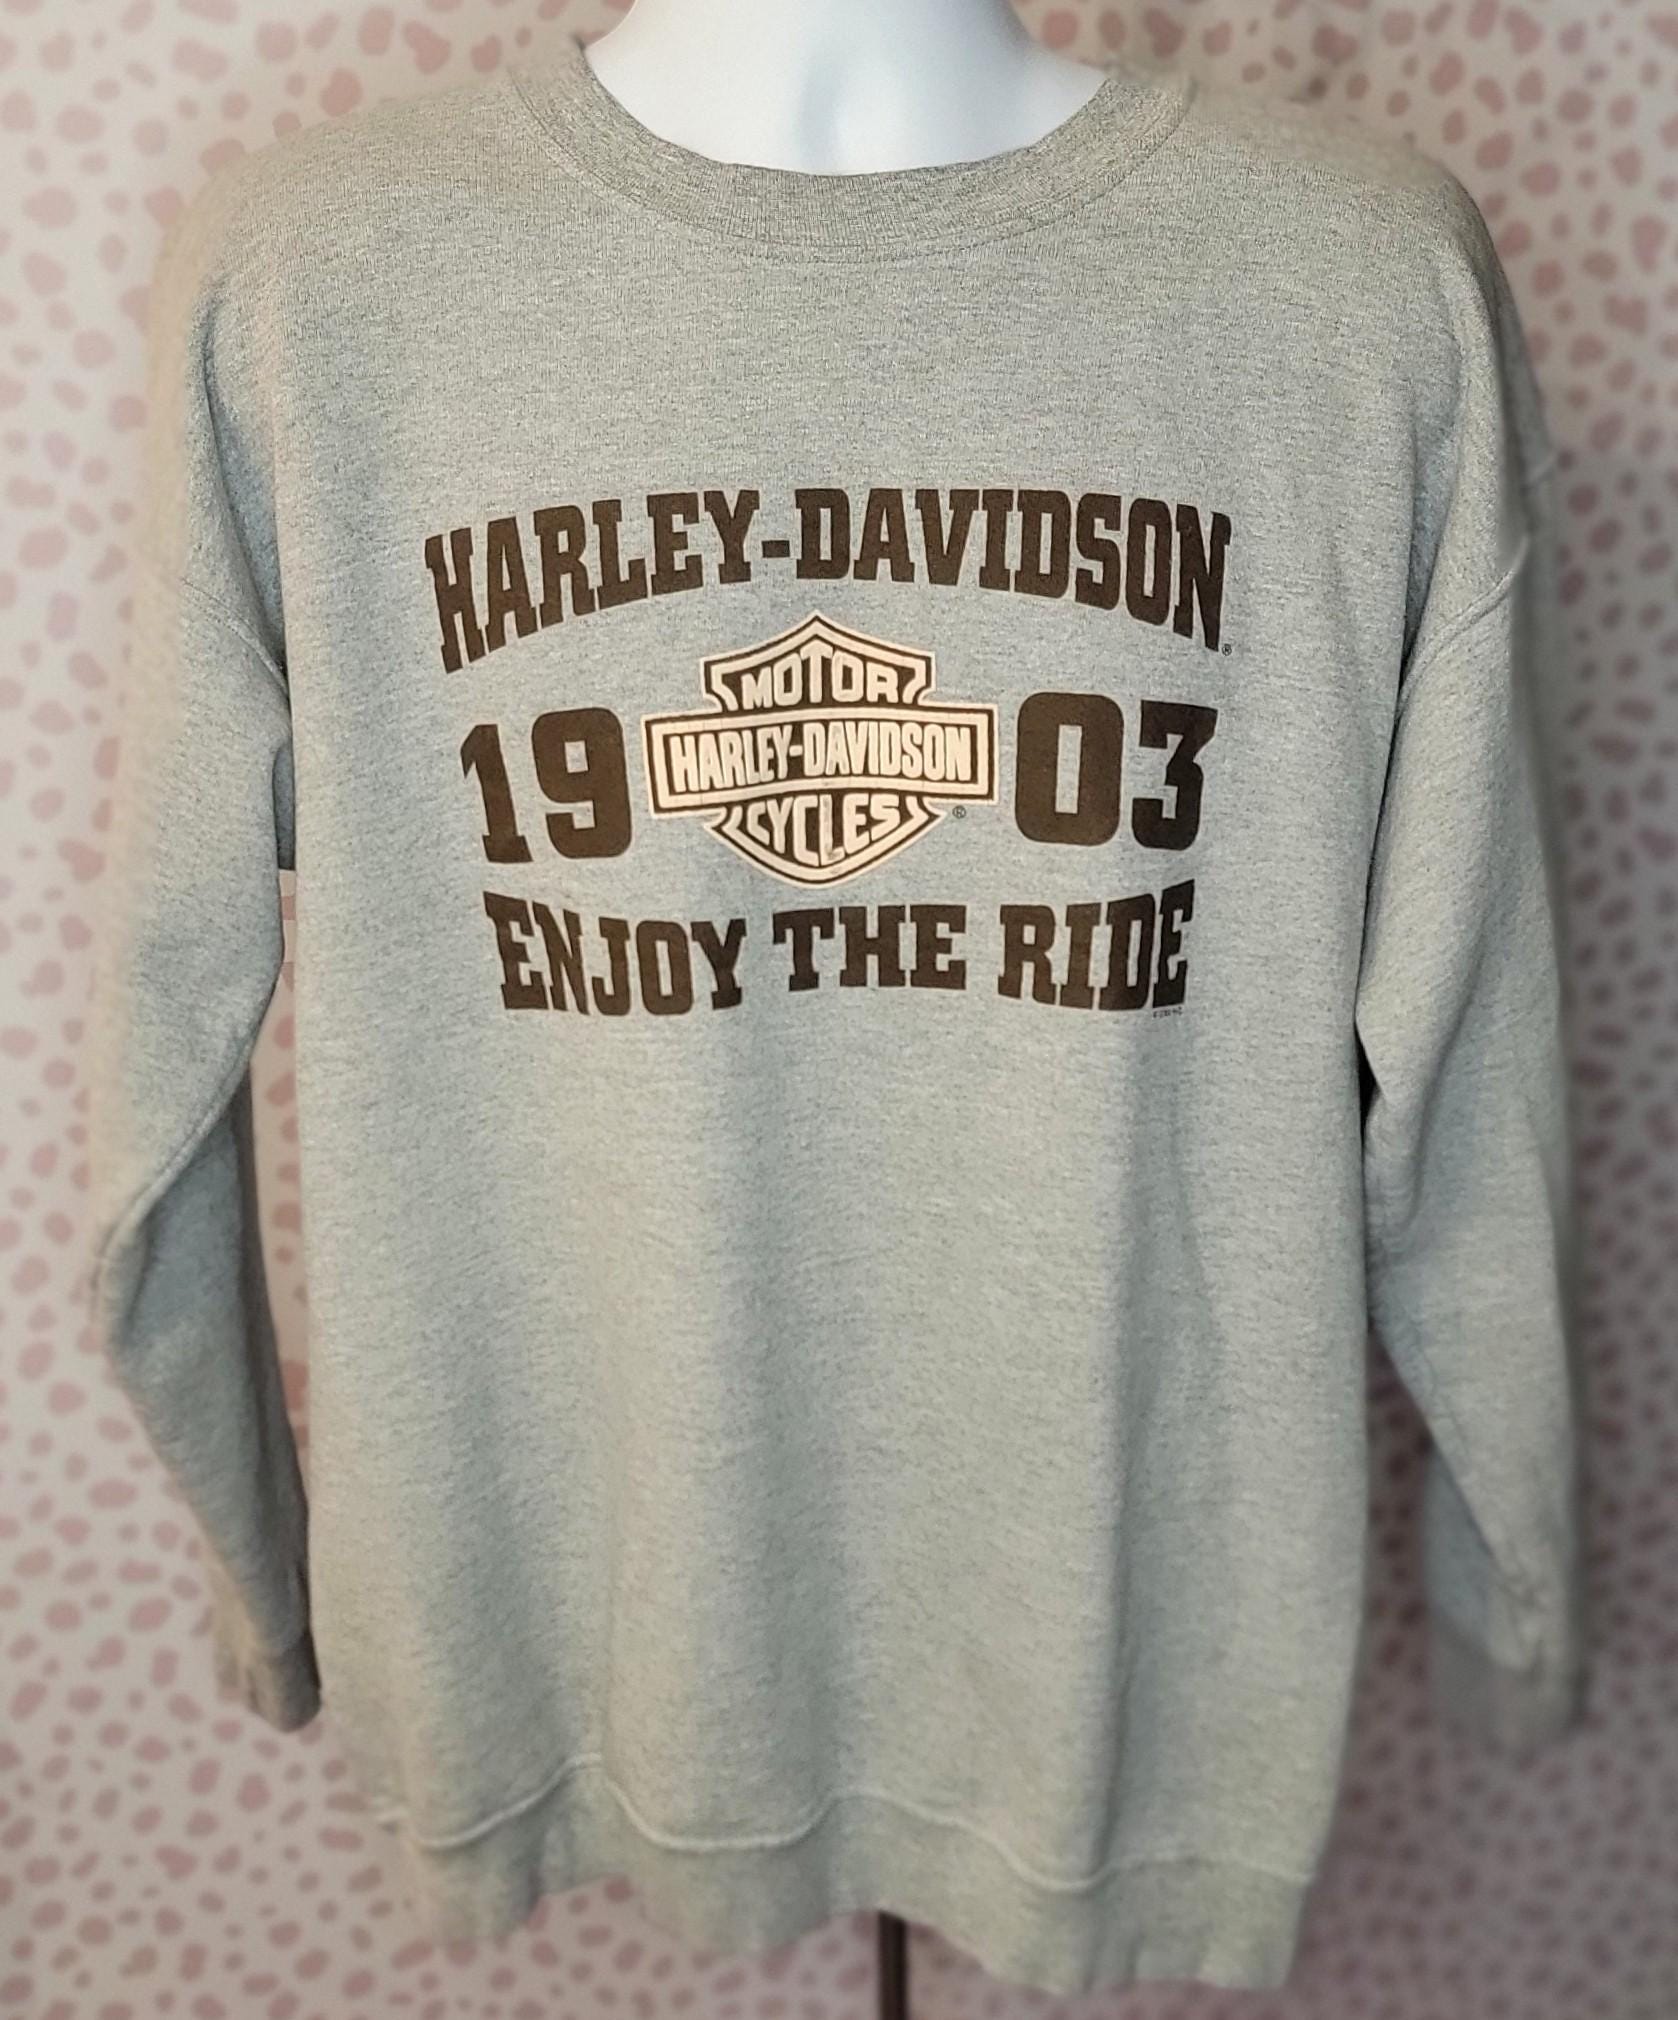 HARLEY-DAVIDSON®
MOTOR
19 HARLEY-DAVIDSON 03
CYCLES ®
ENJOY THE RIDE